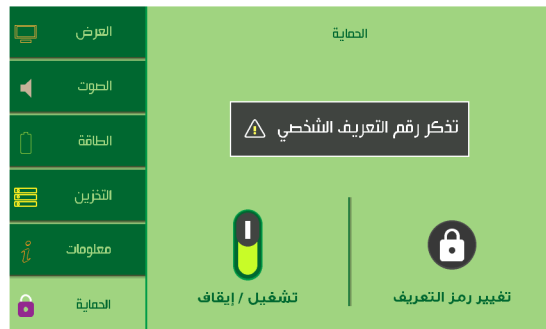 الحماية
تذكر رقم التعريف الشخصي
تغيير رمز التعريف
تشغيل / إيقاف
العرض
الصوت
الطاقة
التخزين
معلومات
الحماية